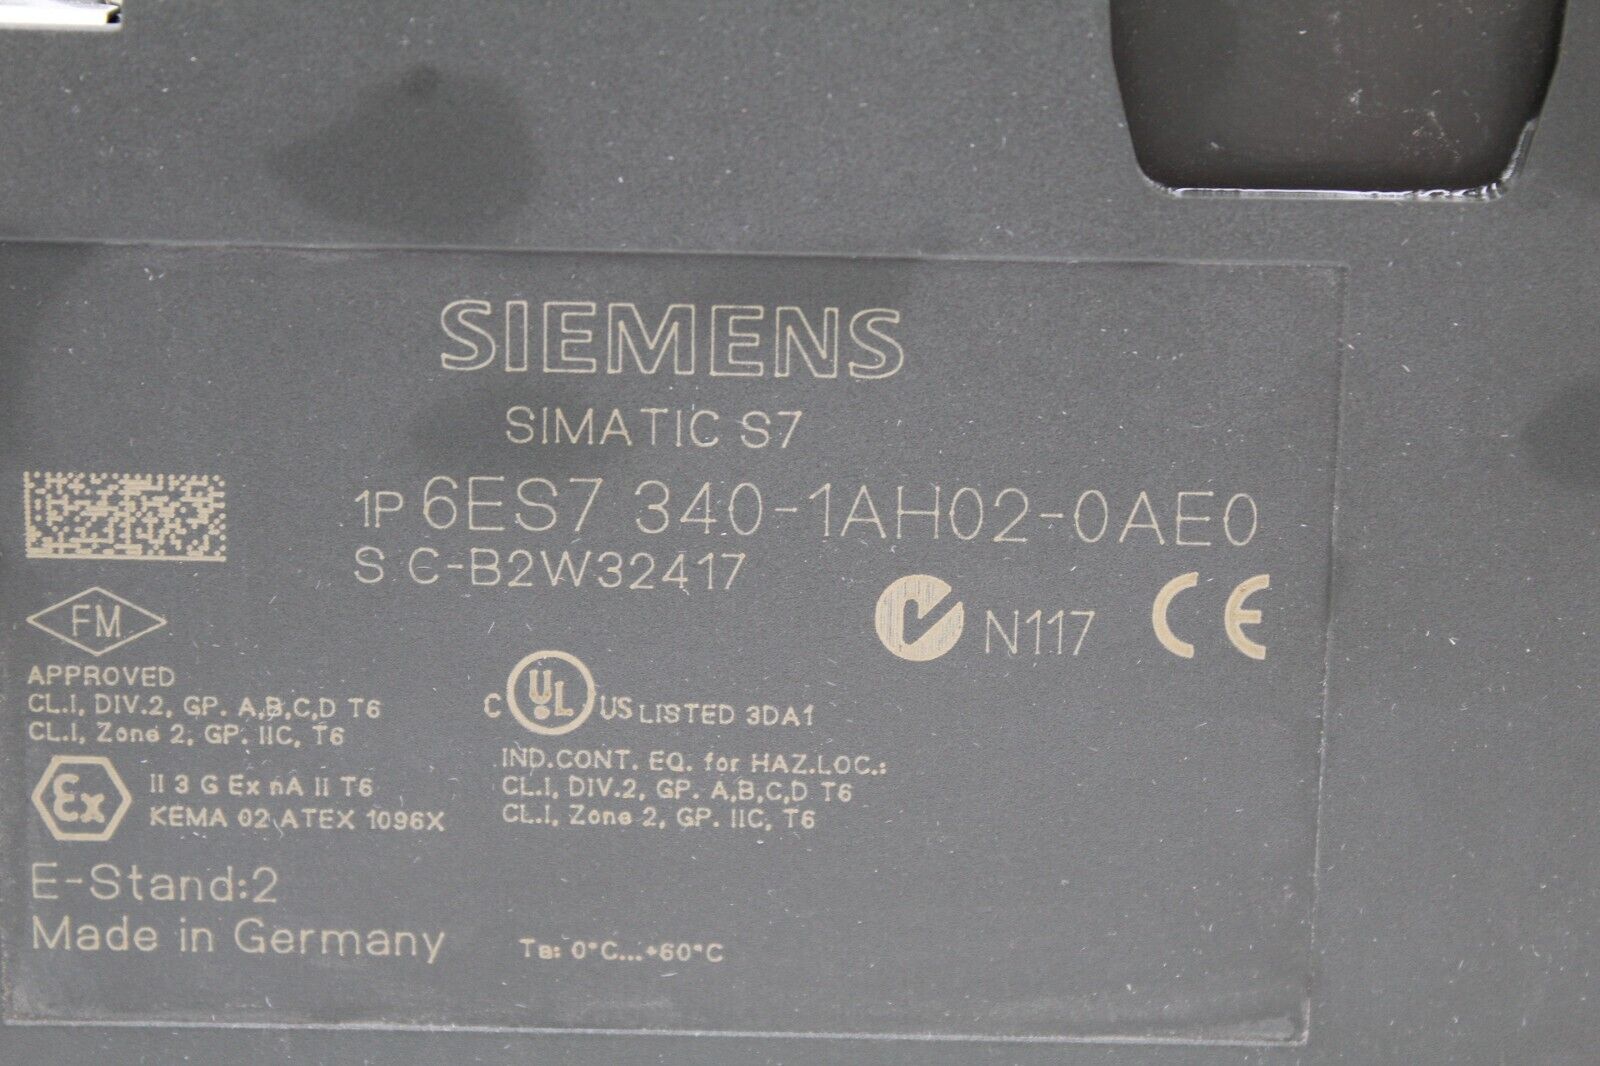 SIEMENS
SIMATIC S7
1P 6ES7 340-1AH02-0AE0
S C-B2W32417
FM
APPROVED
CL.I, DIV.2, GP. A,B,C,D T6
CL.I, Zone 2, GP. IIC, T6
Ex II 3 G Ex nA II T6
KEMA 02 ATEX 1096X
N117 CE
C UL US LISTED 3DA1
IND.CONT. EQ. for HAZ.LOC.:
CL.I, DIV.2, GP. A,B,C,D T6
CL.I, Zone 2, GP. IIC, T6
E-Stand:2
Made in Germany
Ta: 0°C...+60°C